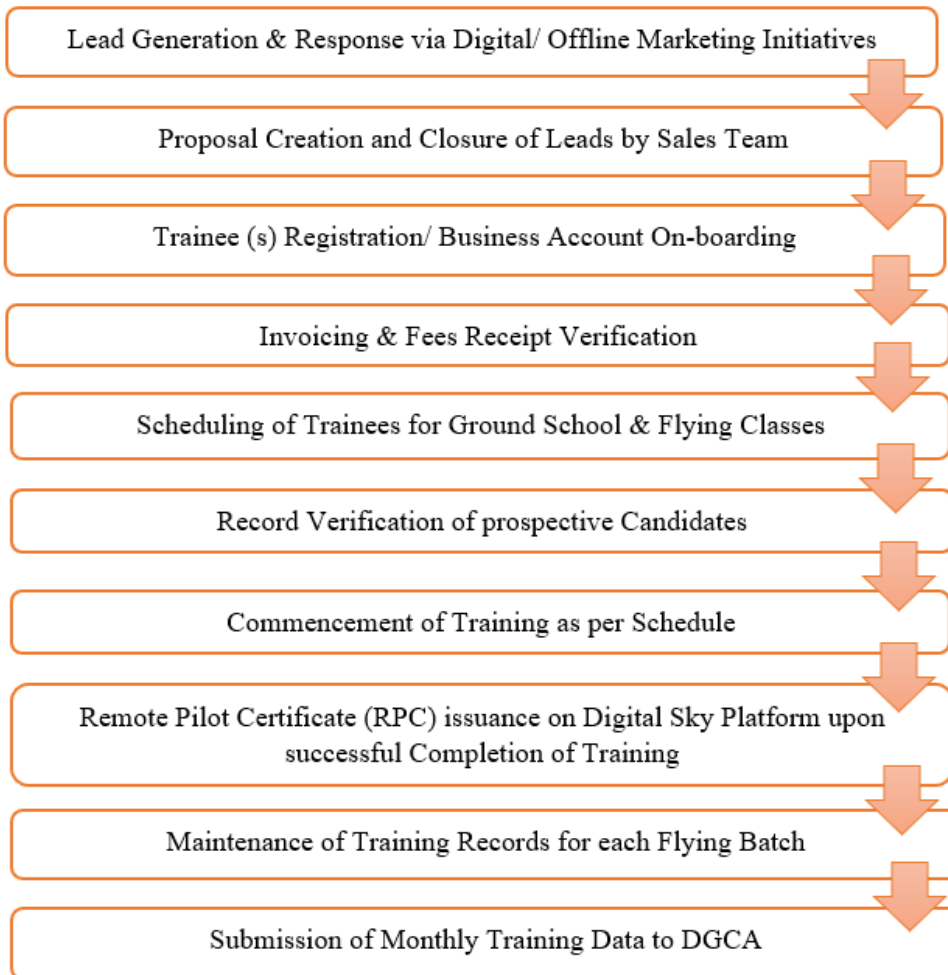 Lead Generation & Response via Digital/ Offline Marketing Initiatives
Proposal Creation and Closure of Leads by Sales Team
Trainee (s) Registration/ Business Account On-boarding
Invoicing & Fees Receipt Verification
Scheduling of Trainees for Ground School & Flying Classes
Record Verification of prospective Candidates
Commencement of Training as per Schedule
Remote Pilot Certificate (RPC) issuance on Digital Sky Platform upon
successful Completion of Training
Maintenance of Training Records for each Flying Batch
Submission of Monthly Training Data to DGCA